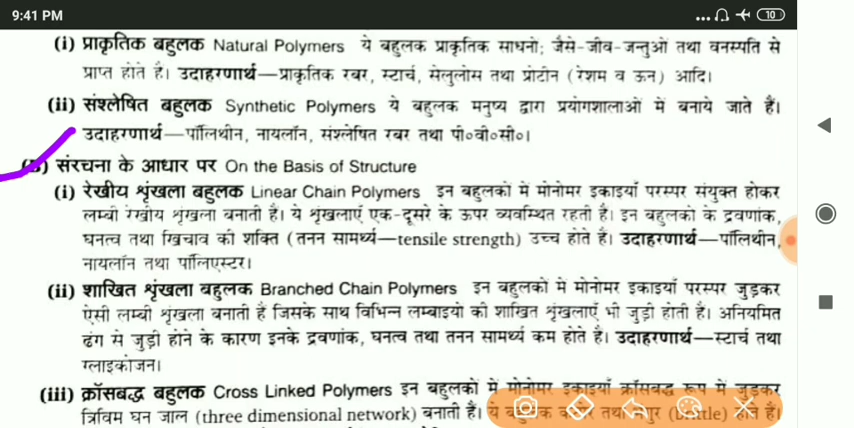 9:41 PM
10
(i) प्राकृतिक बहुलक Natural Polymers ये बहुलक प्राकृतिक साधनो; जैसे-जीव-जन्तुओं तथा वनस्पति से
प्राप्त होते है। उदाहरणार्थ—प्राकृतिक रबर, स्टार्च, सेलुलोस तथा प्रोटीन (रेशम व ऊन) आदि।
(ii) संश्लेषित बहुलक Synthetic Polymers ये बहुलक मनुष्य द्वारा प्रयोगशालाओं में बनाये जाते हैं।
उदाहरणार्थ—पॉलिथीन, नायलॉन, संश्लेषित रबर तथा पी०वी०सी०।
संरचना के आधार पर On the Basis of Structure
(i) रेखीय शृंखला बहुलक Linear Chain Polymers इन बहुलकों में मोनोमर इकाइयाँ परस्पर संयुक्त होकर
लम्बी रेखीय शृंखला बनाती हैं। ये शृंखलाएँ एक-दूसरे के ऊपर व्यवस्थित रहती है। इन बहुलको के द्रवणांक,
घनत्व तथा खिचाव की शक्ति (तनन सामर्थ्य—tensile strength) उच्च होते हैं। उदाहरणार्थ—पॉलिथीन,
नायलॉन तथा पॉलिएस्टर।
(ii) शाखित शृंखला बहुलक Branched Chain Polymers इन बहुलकों में मोनोमर इकाइयाँ परस्पर जुड़कर
ऐसी लम्बी शृंखला बनाती हैं जिसके साथ विभिन्न लम्बाइयो की शाखित शृंखलाएँ भी जुड़ी होती है। अनियमित
ढंग से जुड़ी होने के कारण इनके द्रवणांक, घनत्व तथा तनन सामर्थ्य कम होते है। उदाहरणार्थ—स्टार्च तथा
ग्लाइकोजन।
(iii) क्रॉसबद्ध बहुलक Cross Linked Polymers इन बहुलकों में मोनोमर इकाइयाँ क्रॉसबद्ध रूप में जुड़कर
त्रिविम घन जाल (three dimensional network) बनाती हैं। ये तथा होते हैं।